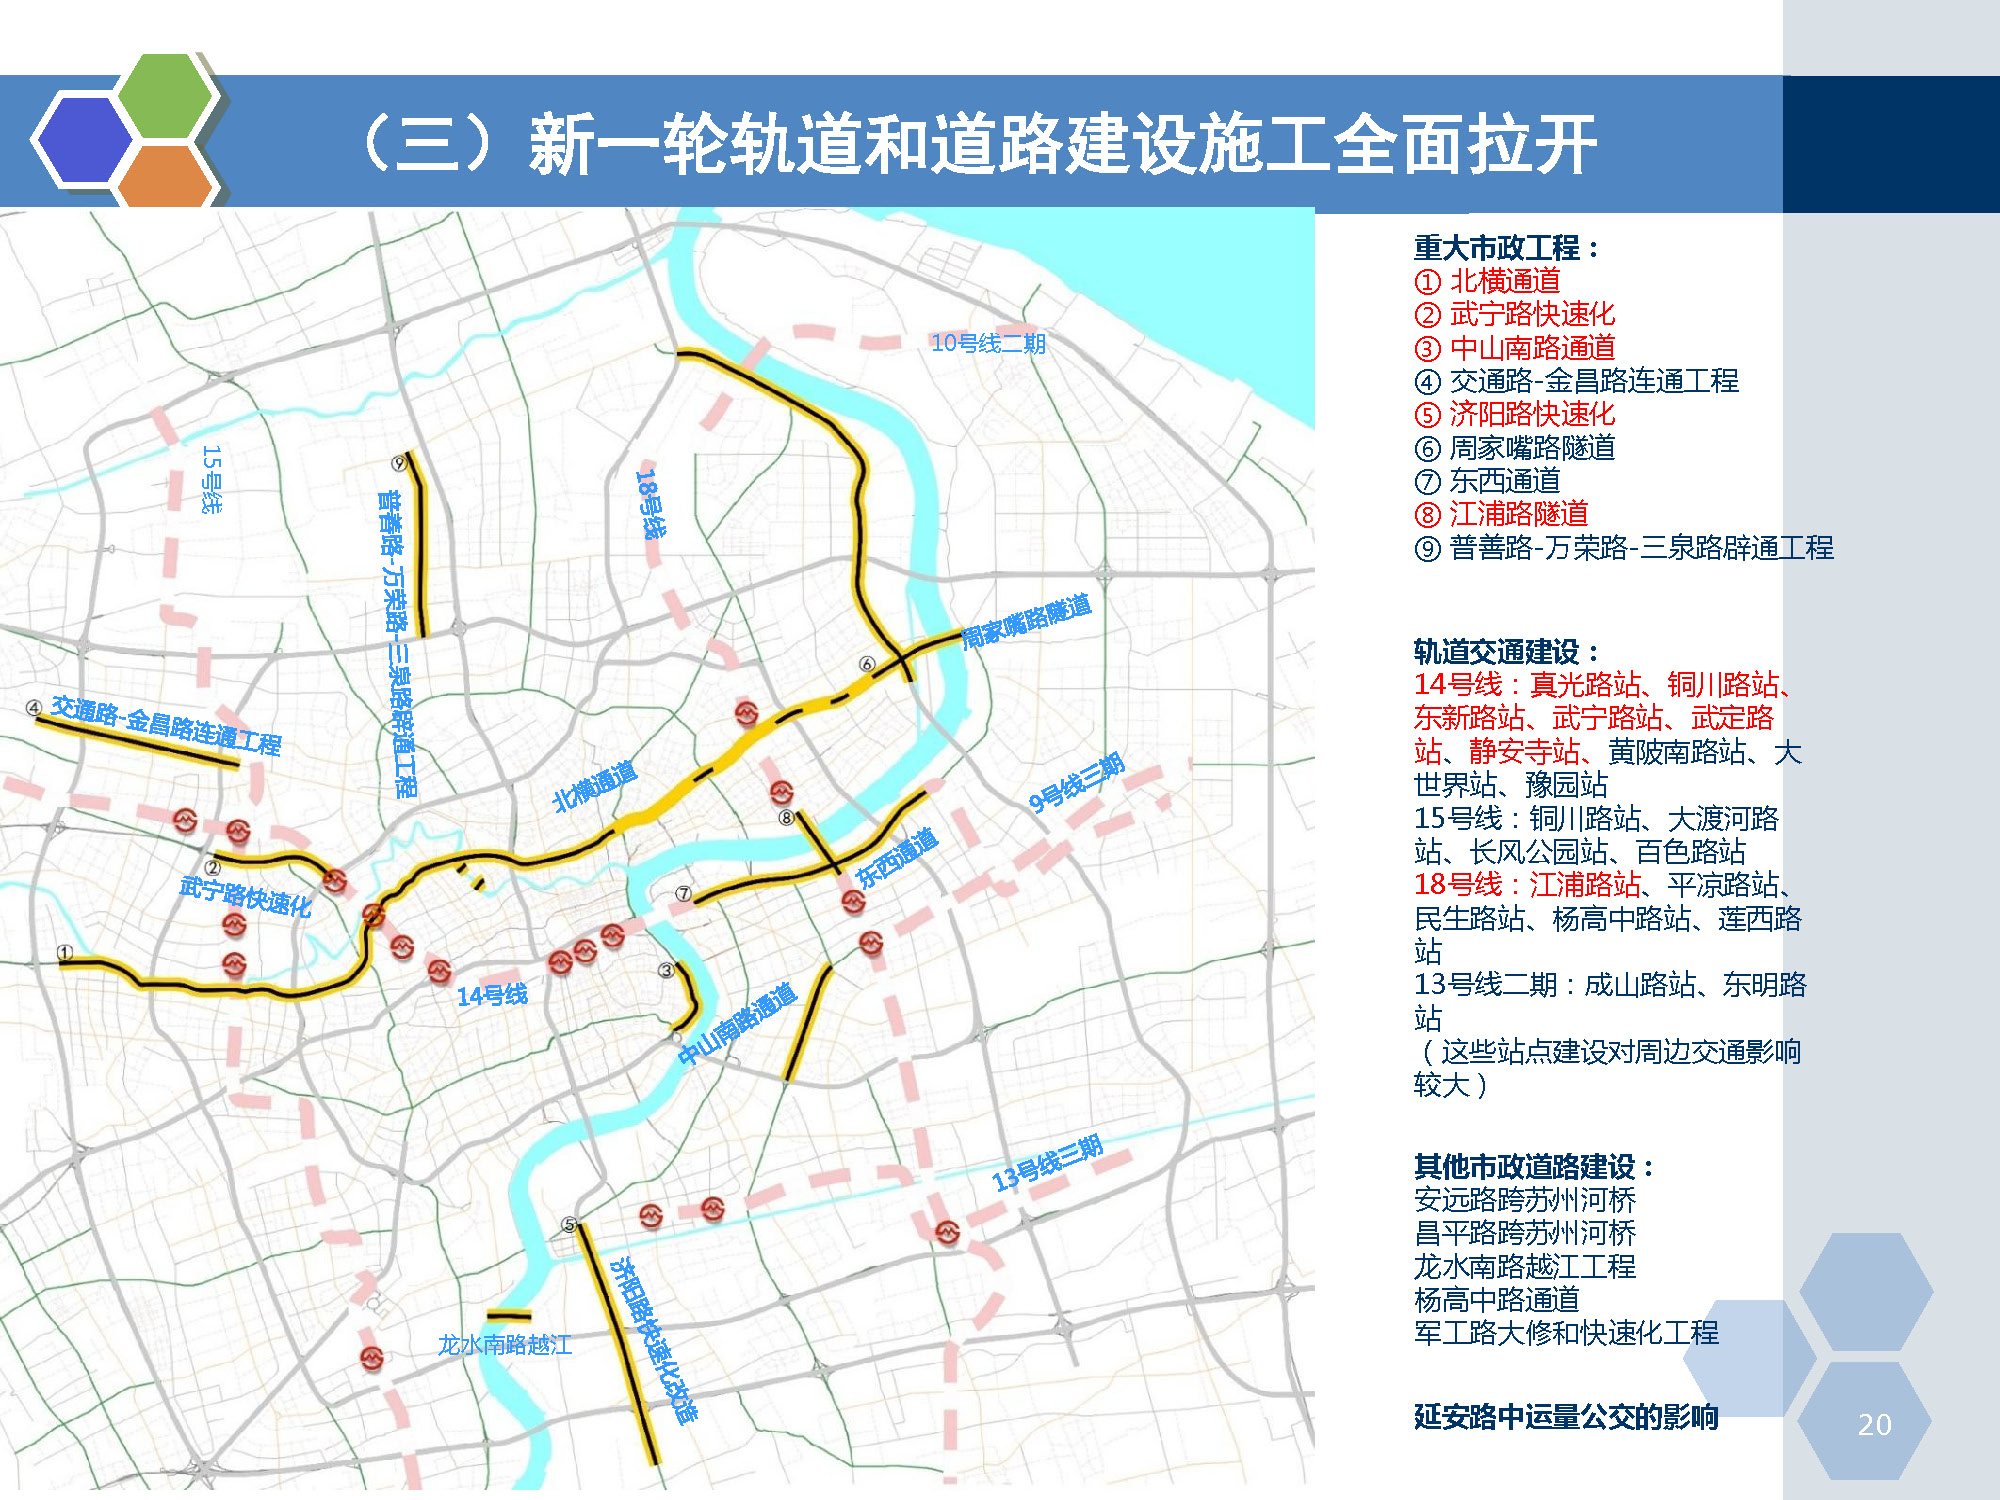 （三）新一轮轨道和道路建设施工全面拉开
10号线二期
15号线
18号线
⑨
普善路-万荣路-三泉路辟通工程
周家嘴路隧道
⑥
④
交通路-金昌路连通工程
北横通道
9号线三期
⑧
东西通道
②
武宁路快速化
⑦
①
③
14号线
中山南路通道
13号线三期
⑤
济阳路快速化改造
龙水南路越江
重大市政工程：
① 北横通道
② 武宁路快速化
③ 中山南路通道
④ 交通路-金昌路连通工程
⑤ 济阳路快速化
⑥ 周家嘴路隧道
⑦ 东西通道
⑧ 江浦路隧道
⑨ 普善路-万荣路-三泉路辟通工程
轨道交通建设：
14号线：真光路站、铜川路站、
东新路站、武宁路站、武定路
站、静安寺站、黄陂南路站、大
世界站、豫园站
15号线：铜川路站、大渡河路
站、长风公园站、百色路站
18号线：江浦路站、平凉路站、
民生路站、杨高中路站、莲西路
站
13号线二期：成山路站、东明路
站
（这些站点建设对周边交通影响
较大）
其他市政道路建设：
安远路跨苏州河桥
昌平路跨苏州河桥
龙水南路越江工程
杨高中路通道
军工路大修和快速化工程
延安路中运量公交的影响
20